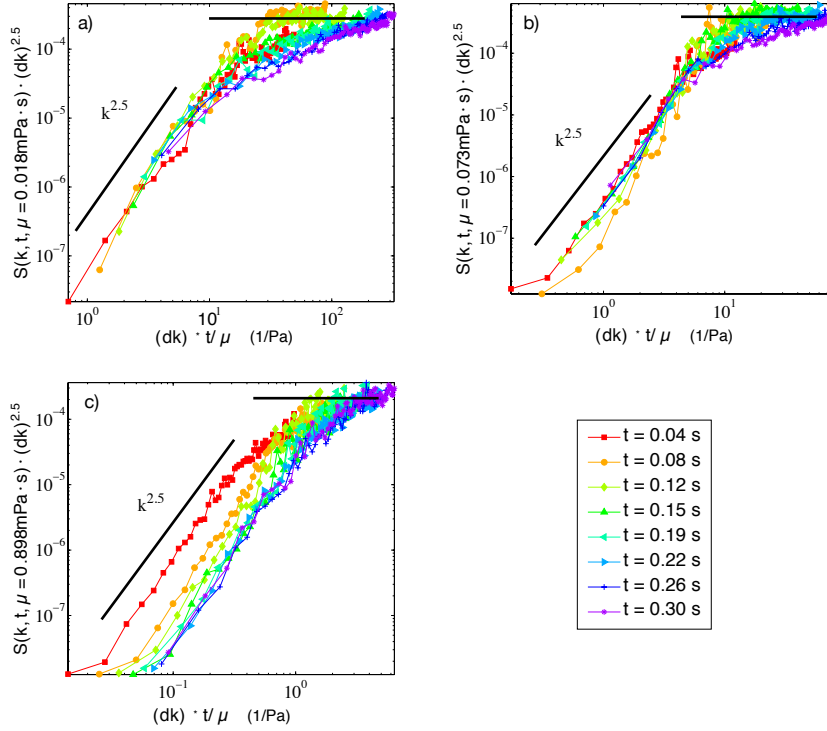 a)
S(k, t, μ = 0.018mPa · s) · (dk)^2.5
10^-4
10^-5
10^-6
10^-7
k^2.5
10^0 10^1 10^2
(dk) * t/ μ (1/Pa)
b)
S(k, t, μ = 0.073mPa · s) · (dk)^2.5
10^-4
10^-5
10^-6
10^-7
k^2.5
10^0 10^1
(dk) * t/ μ (1/Pa)
c)
S(k, t, μ = 0.898mPa · s) · (dk)^2.5
10^-4
10^-5
10^-6
10^-7
k^2.5
10^-1 10^0
(dk) * t/ μ (1/Pa)
t = 0.04 s
t = 0.08 s
t = 0.12 s
t = 0.15 s
t = 0.19 s
t = 0.22 s
t = 0.26 s
t = 0.30 s